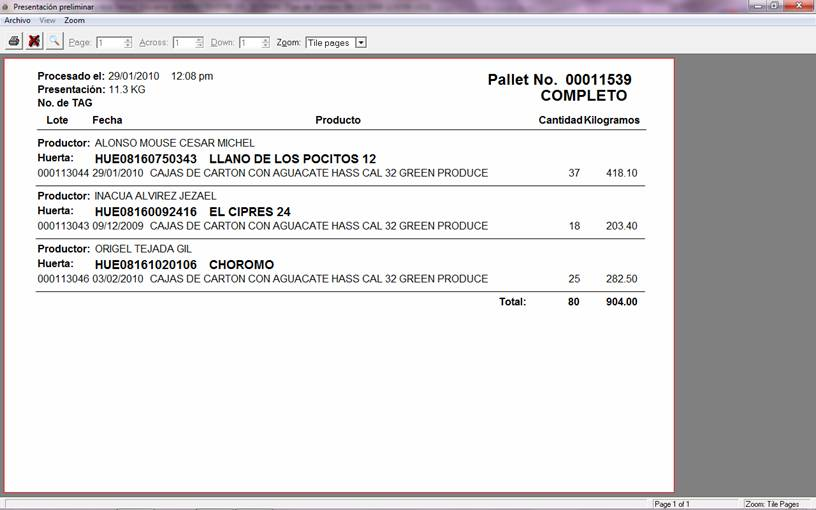 Presentación preliminar
Archivo View Zoom
Page: 1 Across: 1 Down: 1 Zoom: Tile pages
Procesado el: 29/01/2010 12:08 pm
Pallet No. 00011539
Presentación: 11.3 KG
COMPLETO
No. de TAG
Lote Fecha Producto Cantidad Kilogramos
Productor: ALONSO MOUSE CESAR MICHEL
Huerta: HUE08160750343 LLANO DE LOS POCITOS 12
000113044 29/01/2010 CAJAS DE CARTON CON AGUACATE HASS CAL 32 GREEN PRODUCE 37 418.10
Productor: INACUA ALVIREZ JEZAEL
Huerta: HUE08160092416 EL CIPRES 24
000113043 09/12/2009 CAJAS DE CARTON CON AGUACATE HASS CAL 32 GREEN PRODUCE 18 203.40
Productor: ORIGEL TEJADA GIL
Huerta: HUE08161020106 CHOROMO
000113046 03/02/2010 CAJAS DE CARTON CON AGUACATE HASS CAL 32 GREEN PRODUCE 25 282.50
Total: 80 904.00
Page 1 of 1 Zoom: Tile Pages